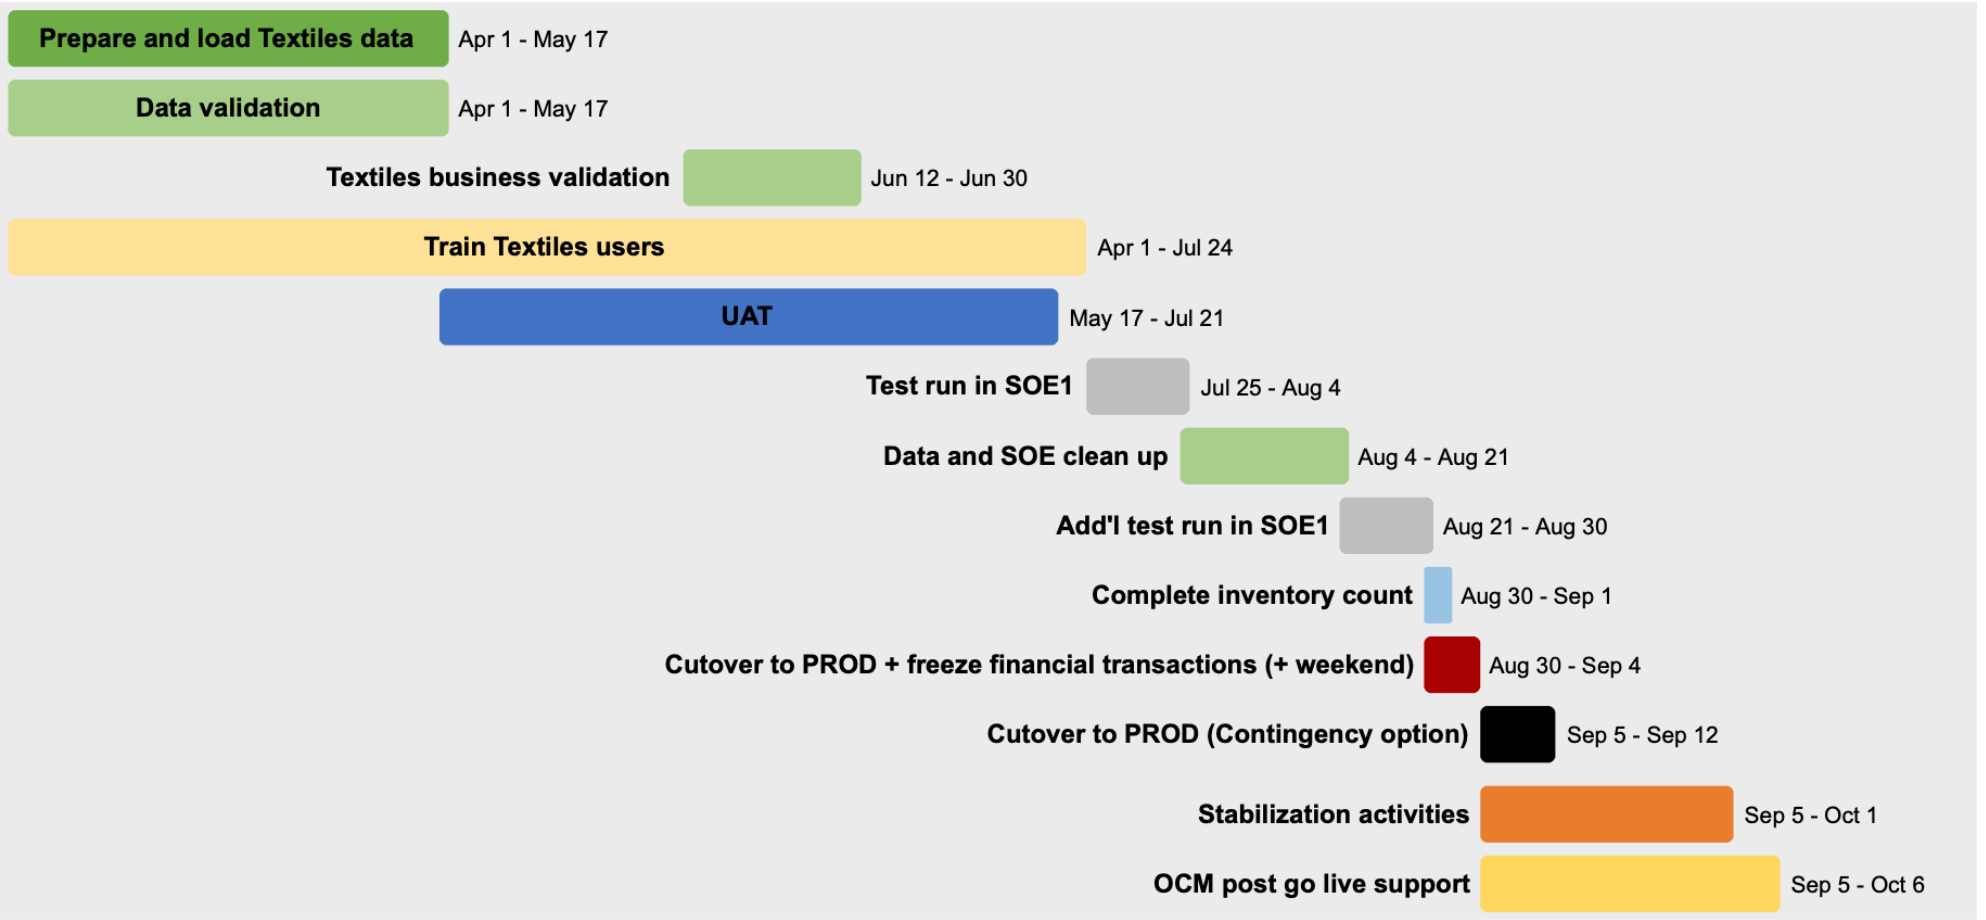 Prepare and load Textiles data Apr 1 - May 17
Data validation Apr 1 - May 17
Textiles business validation Jun 12 - Jun 30
Train Textiles users Apr 1 - Jul 24
UAT May 17 - Jul 21
Test run in SOE1 Jul 25 - Aug 4
Data and SOE clean up Aug 4 - Aug 21
Add'l test run in SOE1 Aug 21 - Aug 30
Complete inventory count Aug 30 - Sep 1
Cutover to PROD + freeze financial transactions (+ weekend) Aug 30 - Sep 4
Cutover to PROD (Contingency option) Sep 5 - Sep 12
Stabilization activities Sep 5 - Oct 1
OCM post go live support Sep 5 - Oct 6